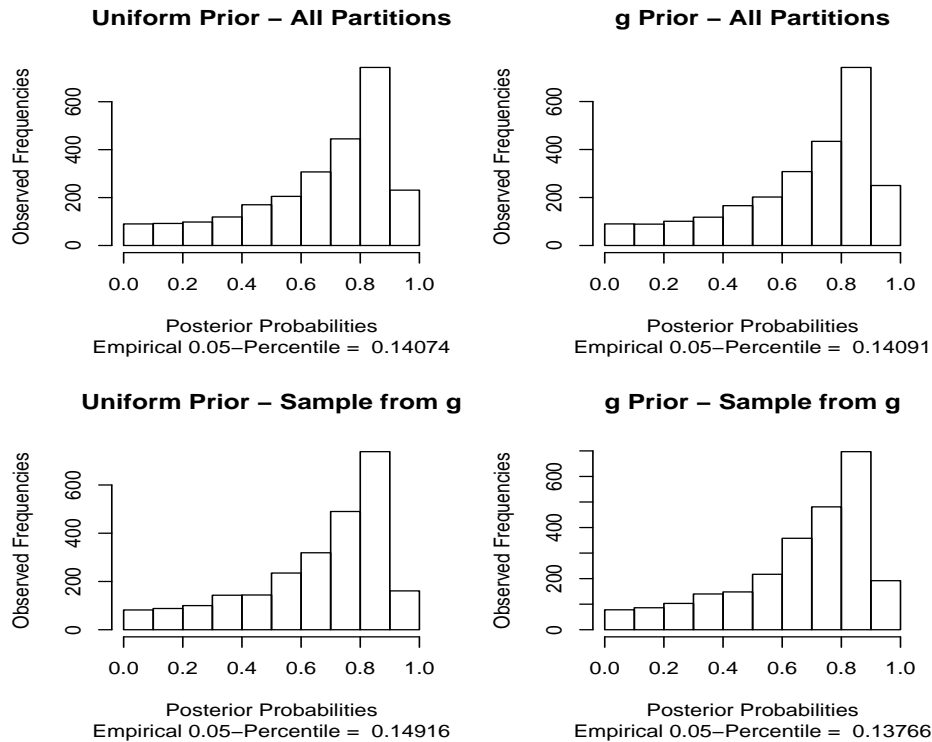 Uniform Prior − All Partitions
Observed Frequencies
0 200 400 600
0.0 0.2 0.4 0.6 0.8 1.0
Posterior Probabilities
Empirical 0.05−Percentile = 0.14074
g Prior − All Partitions
Observed Frequencies
0 200 400 600
0.0 0.2 0.4 0.6 0.8 1.0
Posterior Probabilities
Empirical 0.05−Percentile = 0.14091
Uniform Prior − Sample from g
Observed Frequencies
0 200 400 600
0.0 0.2 0.4 0.6 0.8 1.0
Posterior Probabilities
Empirical 0.05−Percentile = 0.14916
g Prior − Sample from g
Observed Frequencies
0 200 400 600
0.0 0.2 0.4 0.6 0.8 1.0
Posterior Probabilities
Empirical 0.05−Percentile = 0.13766